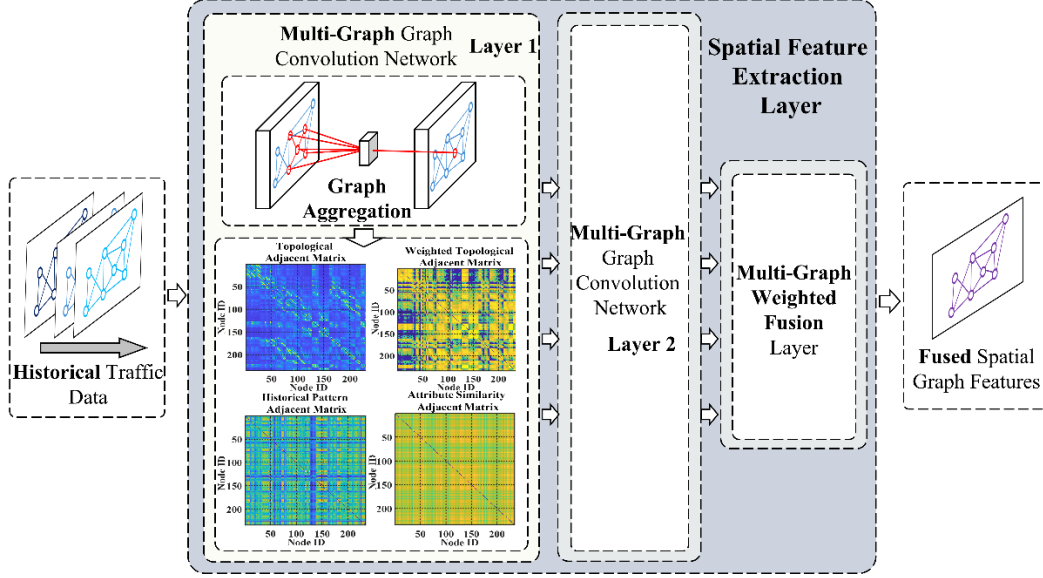 Historical Traffic
Data
Multi-Graph Graph
Convolution Network
Layer 1
Graph
Aggregation
Topological
Adjacent Matrix
Node ID
50
100
150
200
50 100 150 200
Node ID
Weighted Topological
Adjacent Matrix
Node ID
50
100
150
200
50 100 150 200
Node ID
Historical Pattern
Adjacent Matrix
Node ID
50
100
150
200
50 100 150 200
Node ID
Attribute Similarity
Adjacent Matrix
Node ID
50
100
150
200
50 100 150 200
Node ID
Multi-Graph
Graph
Convolution
Network
Layer 2
Spatial Feature
Extraction
Layer
Multi-Graph
Weighted
Fusion
Layer
Fused Spatial
Graph Features